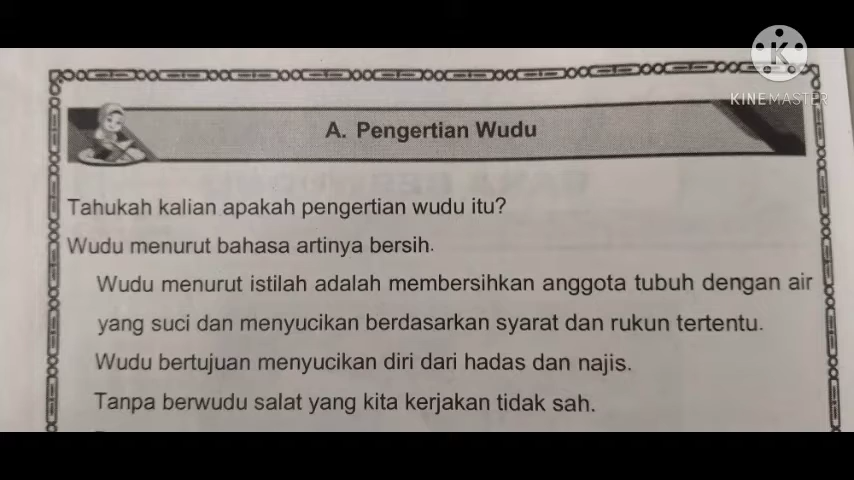 KINEMASTER
A. Pengertian Wudu
Tahukah kalian apakah pengertian wudu itu?
Wudu menurut bahasa artinya bersih.
Wudu menurut istilah adalah membersihkan anggota tubuh dengan air
yang suci dan menyucikan berdasarkan syarat dan rukun tertentu.
Wudu bertujuan menyucikan diri dari hadas dan najis.
Tanpa berwudu salat yang kita kerjakan tidak sah.